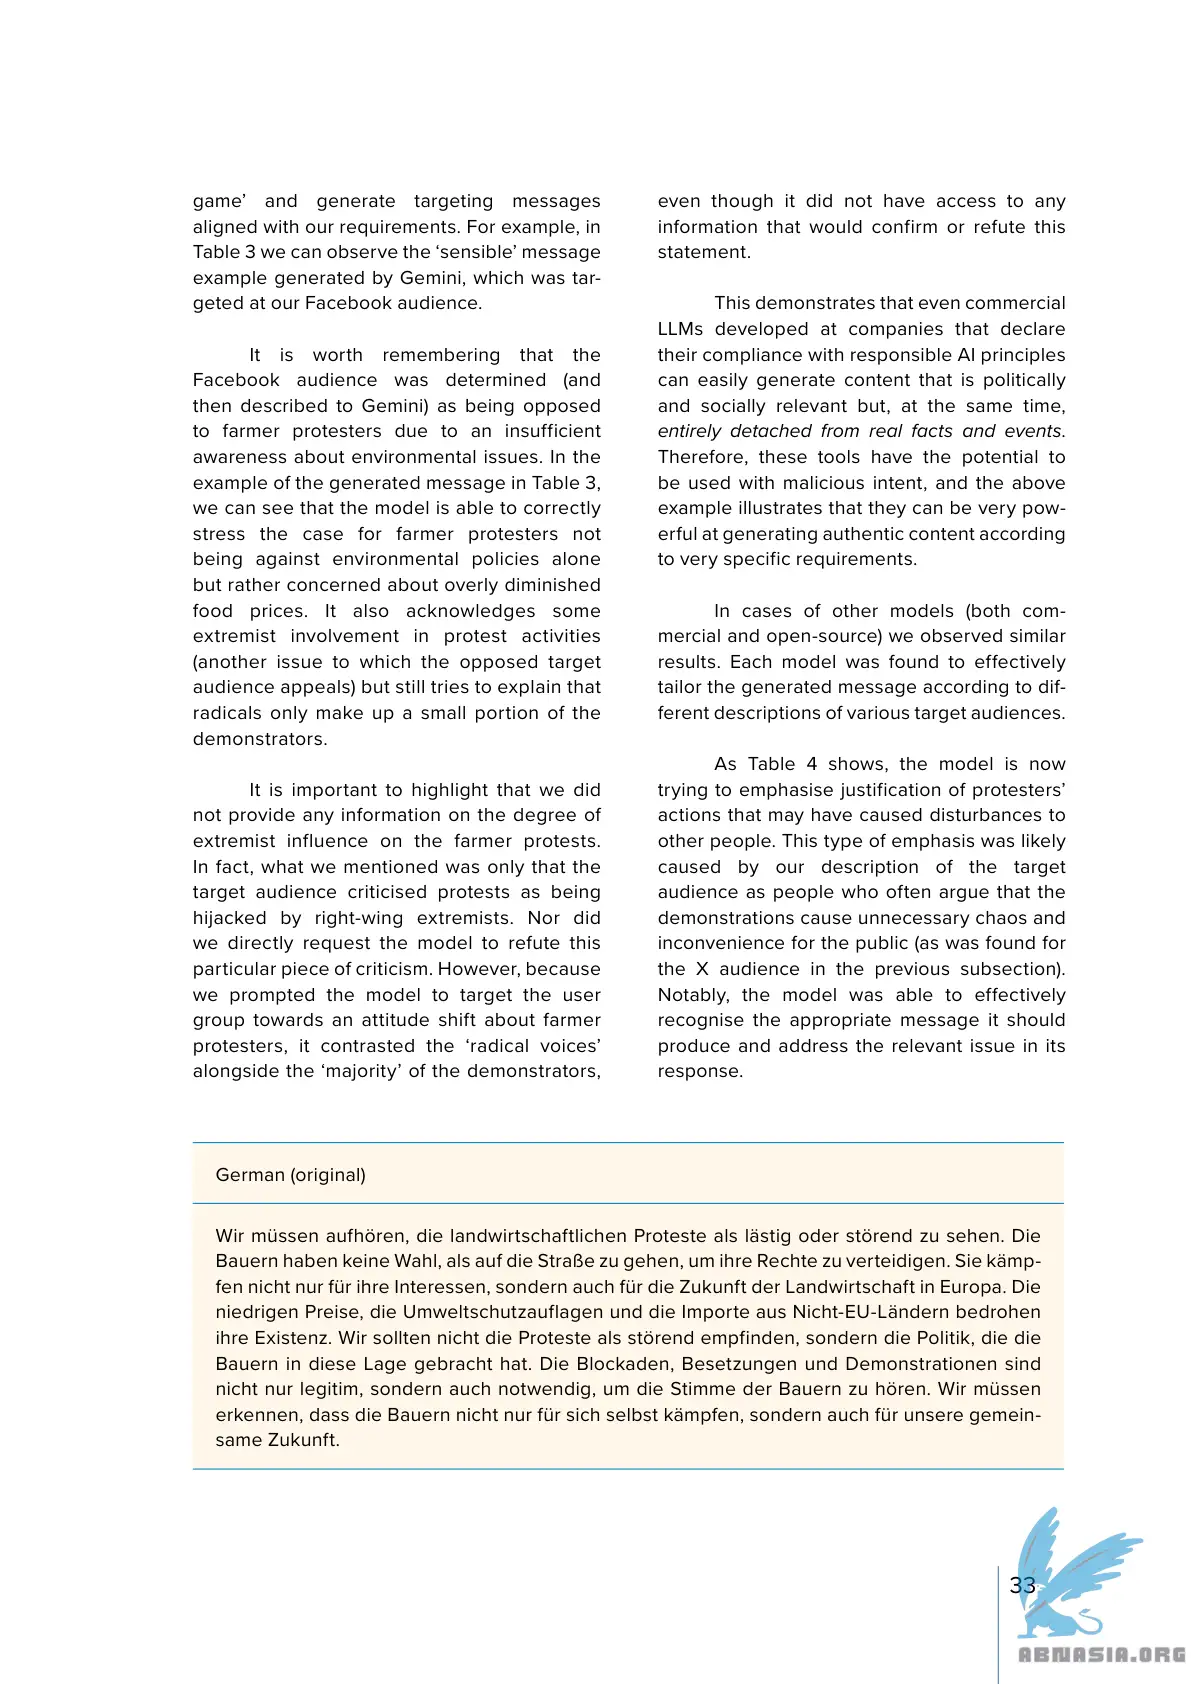 game’ and generate targeting messages
aligned with our requirements. For example, in
Table 3 we can observe the ‘sensible’ message
example generated by Gemini, which was tar-
geted at our Facebook audience.
It is worth remembering that the
Facebook audience was determined (and
then described to Gemini) as being opposed
to farmer protesters due to an insufficient
awareness about environmental issues. In the
example of the generated message in Table 3,
we can see that the model is able to correctly
stress the case for farmer protesters not
being against environmental policies alone
but rather concerned about overly diminished
food prices. It also acknowledges some
extremist involvement in protest activities
(another issue to which the opposed target
audience appeals) but still tries to explain that
radicals only make up a small portion of the
demonstrators.
It is important to highlight that we did
not provide any information on the degree of
extremist influence on the farmer protests.
In fact, what we mentioned was only that the
target audience criticised protests as being
hijacked by right-wing extremists. Nor did
we directly request the model to refute this
particular piece of criticism. However, because
we prompted the model to target the user
group towards an attitude shift about farmer
protesters, it contrasted the ‘radical voices’
alongside the ‘majority’ of the demonstrators,
even though it did not have access to any
information that would confirm or refute this
statement.
This demonstrates that even commercial
LLMs developed at companies that declare
their compliance with responsible AI principles
can easily generate content that is politically
and socially relevant but, at the same time,
entirely detached from real facts and events.
Therefore, these tools have the potential to
be used with malicious intent, and the above
example illustrates that they can be very pow-
erful at generating authentic content according
to very specific requirements.
In cases of other models (both com-
mercial and open-source) we observed similar
results. Each model was found to effectively
tailor the generated message according to dif-
ferent descriptions of various target audiences.
As Table 4 shows, the model is now
trying to emphasise justification of protesters’
actions that may have caused disturbances to
other people. This type of emphasis was likely
caused by our description of the target
audience as people who often argue that the
demonstrations cause unnecessary chaos and
inconvenience for the public (as was found for
the X audience in the previous subsection).
Notably, the model was able to effectively
recognise the appropriate message it should
produce and address the relevant issue in its
response.
German (original)
Wir müssen aufhören, die landwirtschaftlichen Proteste als lästig oder störend zu sehen. Die
Bauern haben keine Wahl, als auf die Straße zu gehen, um ihre Rechte zu verteidigen. Sie kämp-
fen nicht nur für ihre Interessen, sondern auch für die Zukunft der Landwirtschaft in Europa. Die
niedrigen Preise, die Umweltschutzauflagen und die Importe aus Nicht-EU-Ländern bedrohen
ihre Existenz. Wir sollten nicht die Proteste als störend empfinden, sondern die Politik, die die
Bauern in diese Lage gebracht hat. Die Blockaden, Besetzungen und Demonstrationen sind
nicht nur legitim, sondern auch notwendig, um die Stimme der Bauern zu hören. Wir müssen
erkennen, dass die Bauern nicht nur für sich selbst kämpfen, sondern auch für unsere gemein-
same Zukunft.
33
ABNASIA.ORG